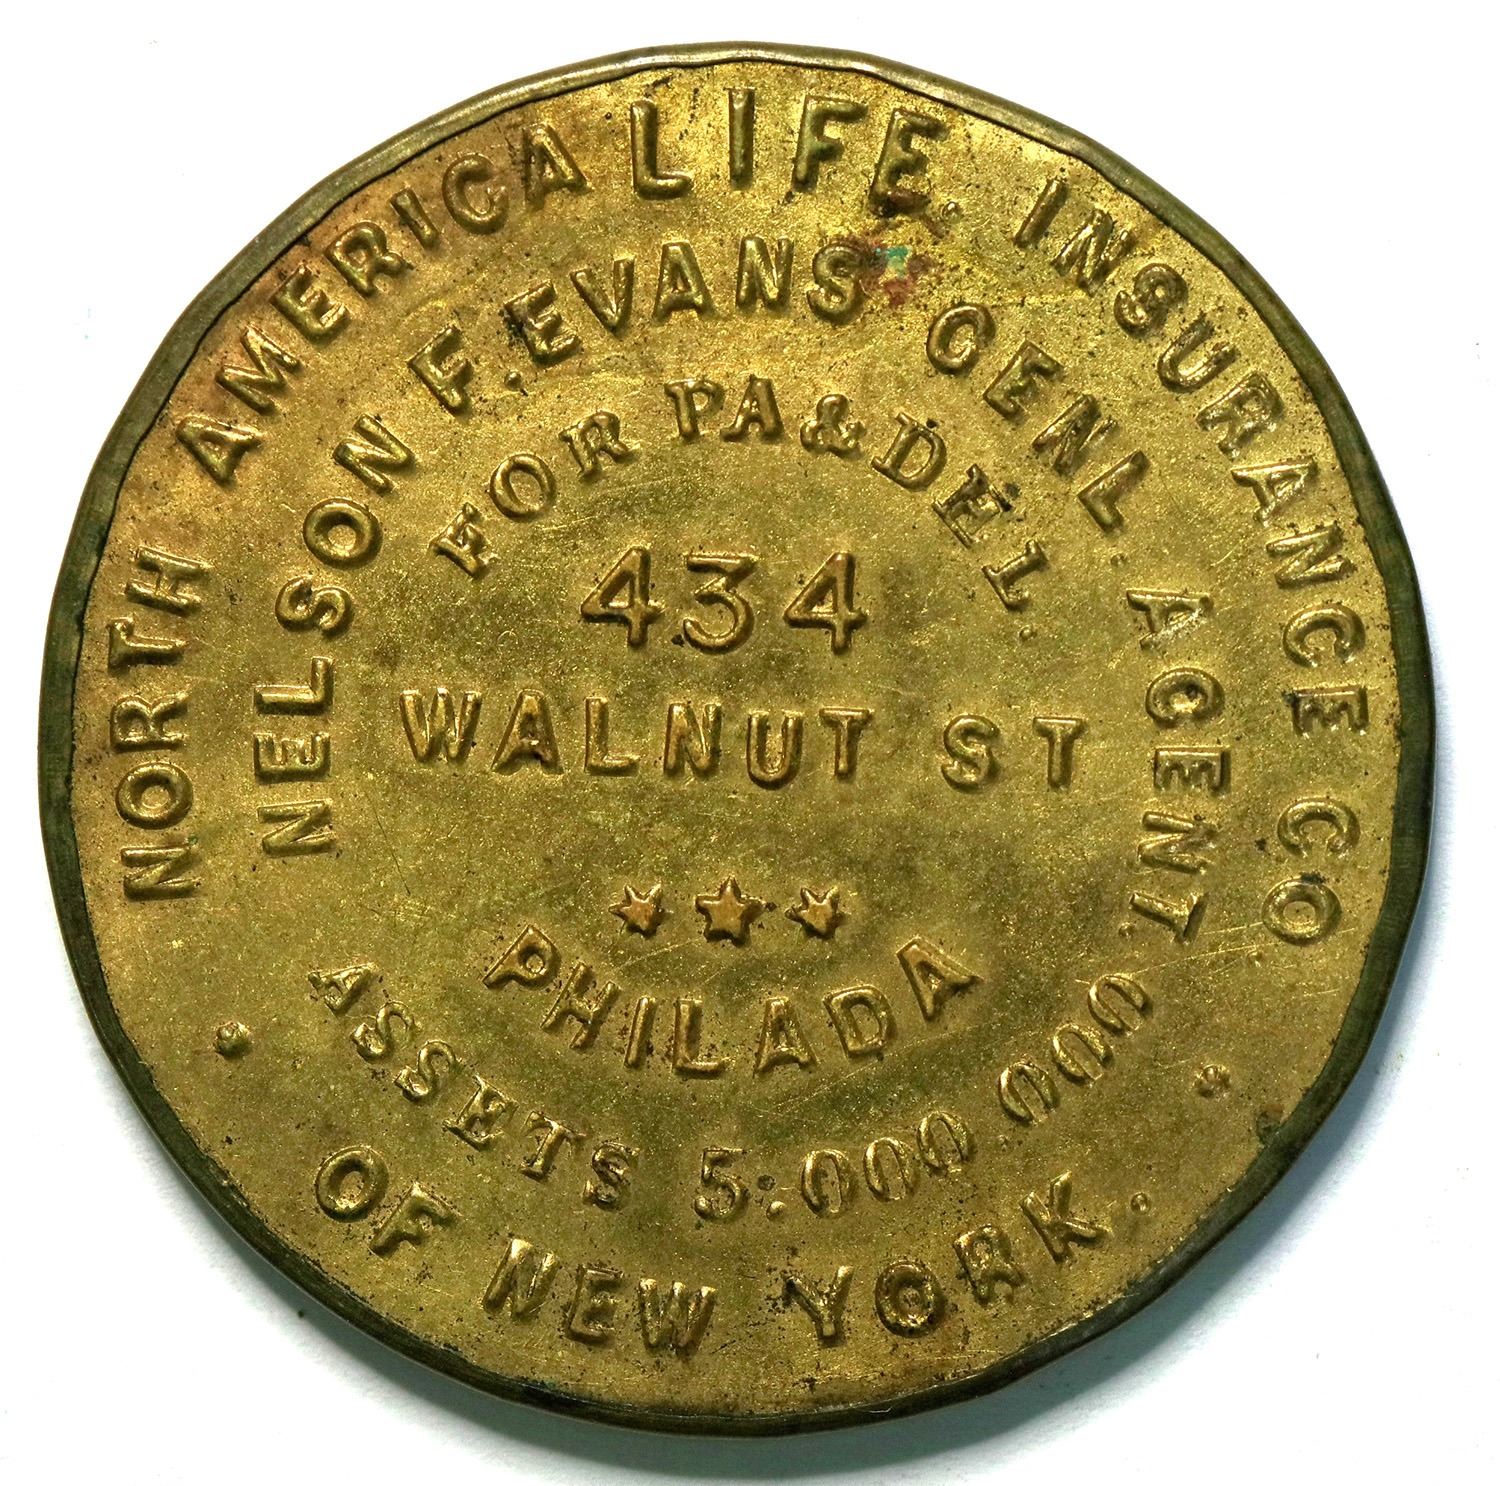 NORTH AMERICA LIFE. INSURANCE CO.
OF NEW YORK.
NELSON F. EVANS GENL. AGENT.
ASSETS 5:000.000
FOR PA & DEL.
434
WALNUT ST
PHILADA